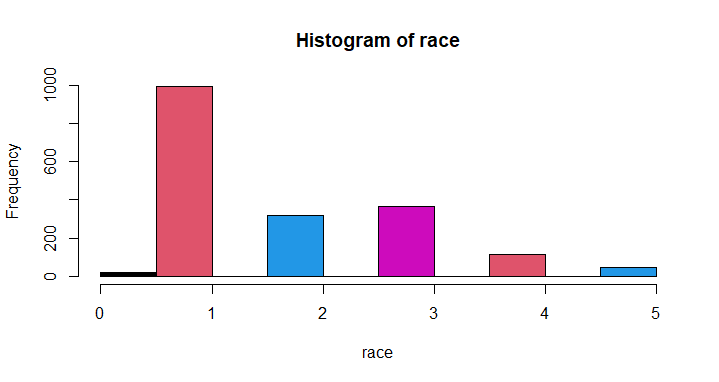 Histogram of race
Frequency
1000
600
200
0
0 1 2 3 4 5
race